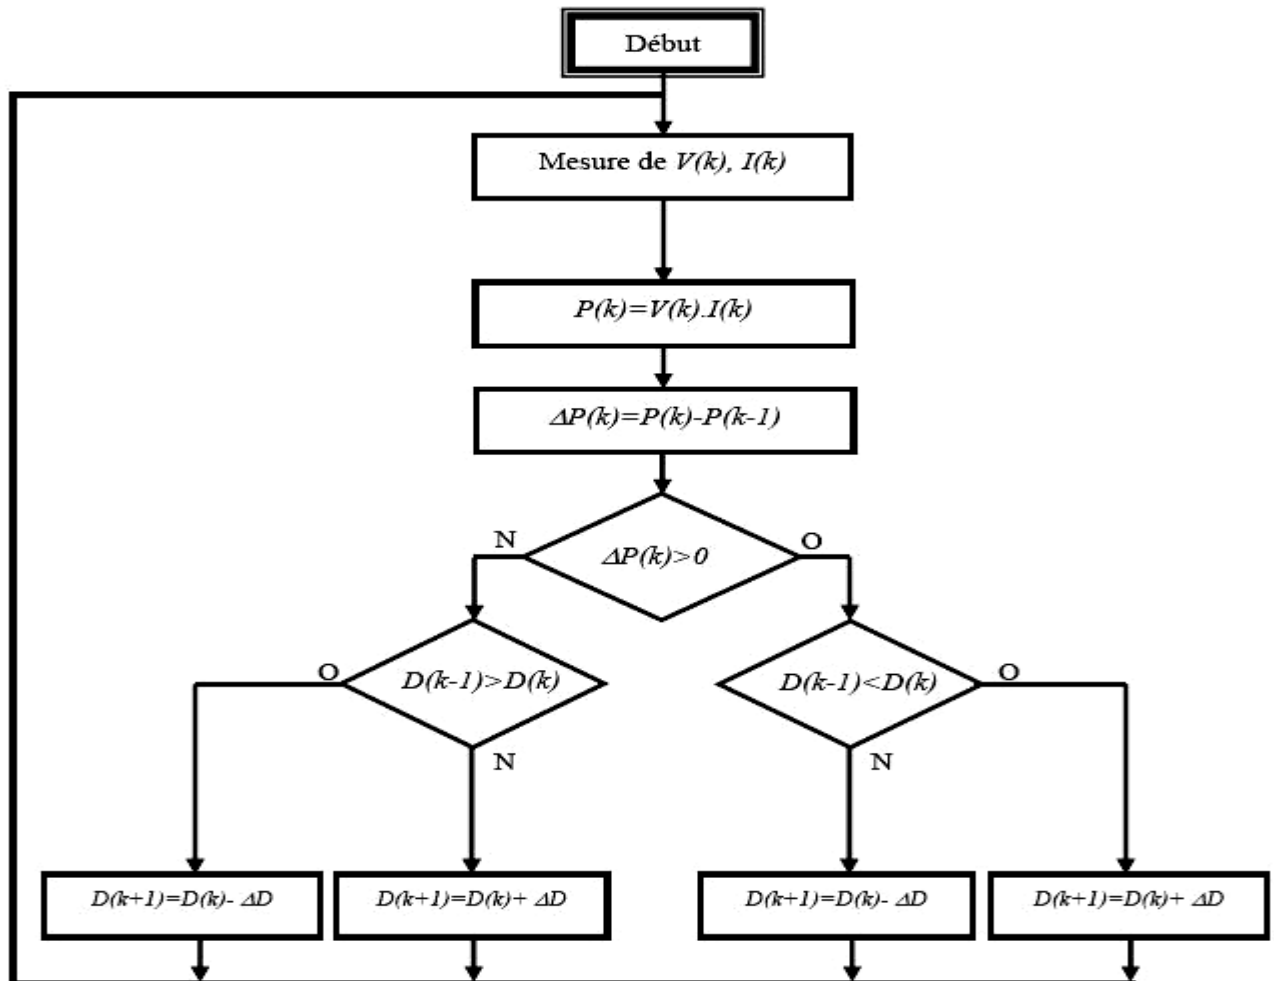 Début
Mesure de V(k), I(k)
P(k)=V(k).I(k)
ΔP(k)=P(k)-P(k-1)
N
O
ΔP(k)>0
O
D(k-1)>D(k)
D(k-1)<D(k)
O
N
N
D(k+1)=D(k)- ΔD
D(k+1)=D(k)+ ΔD
D(k+1)=D(k)- ΔD
D(k+1)=D(k)+ ΔD